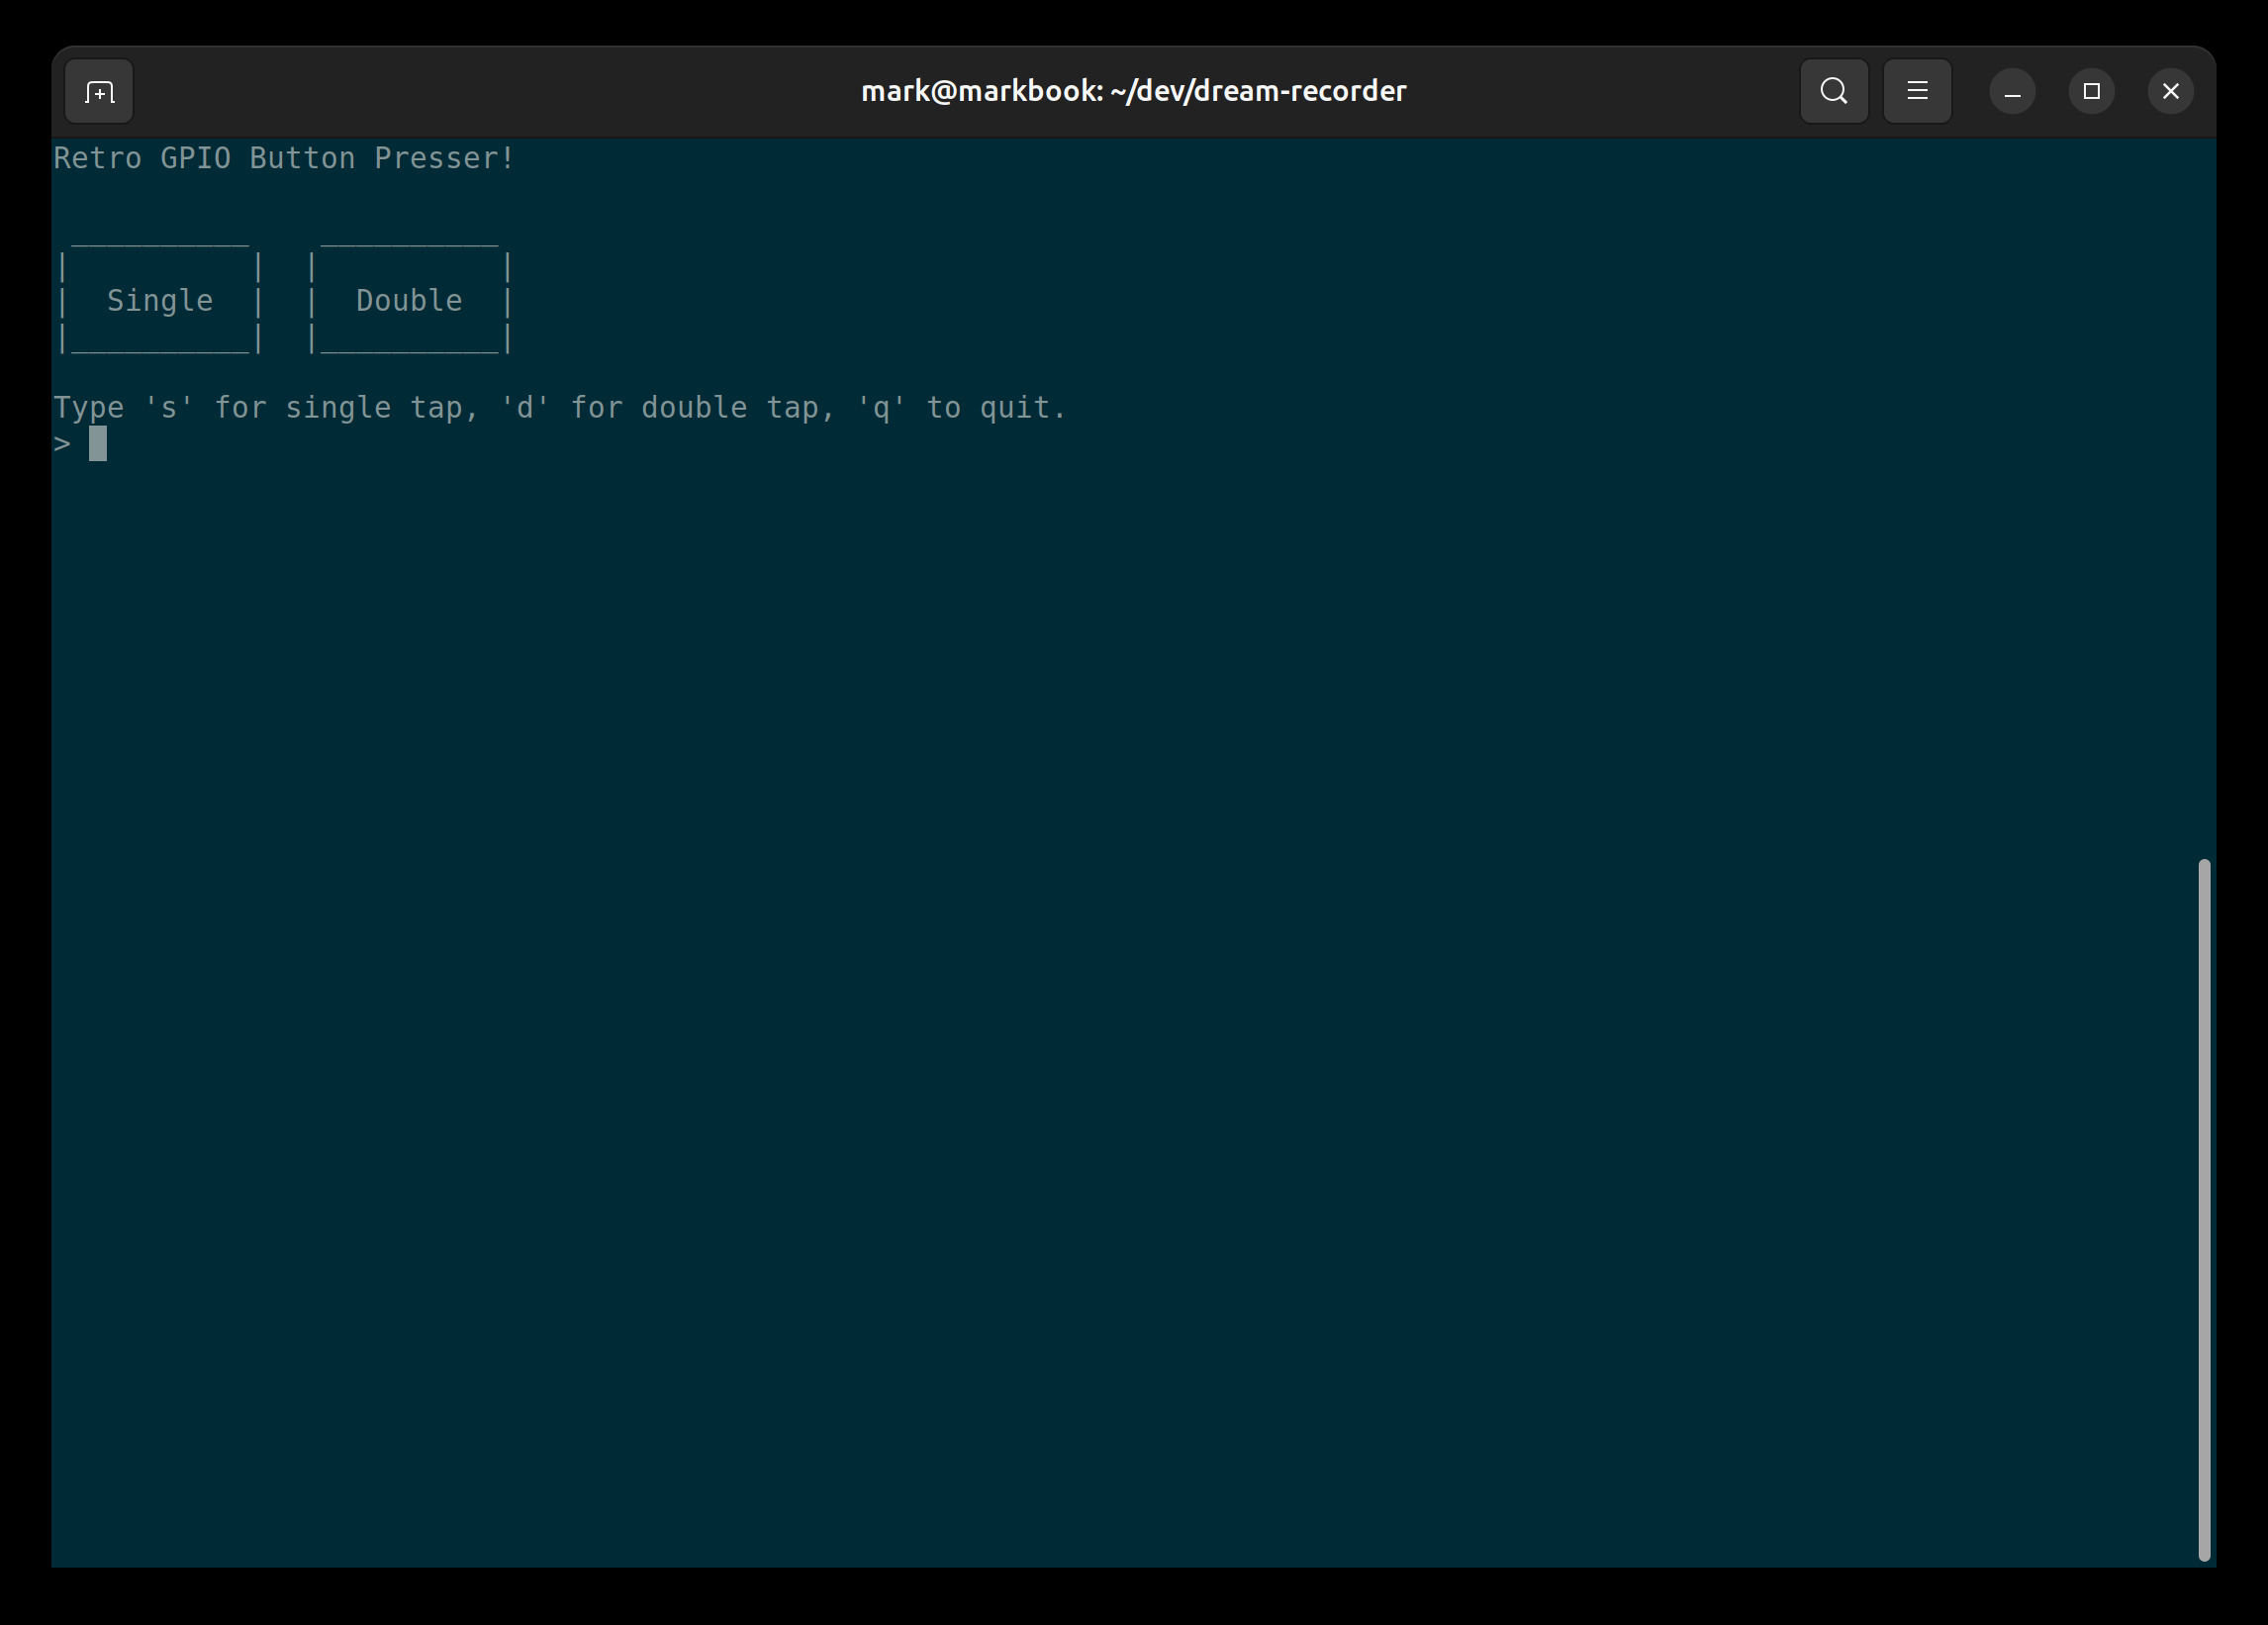 mark@markbook: ~/dev/dream-recorder
Retro GPIO Button Presser!
 __________    __________
|          |  |          |
|  Single  |  |  Double  |
|__________|  |__________|
Type 's' for single tap, 'd' for double tap, 'q' to quit.
>